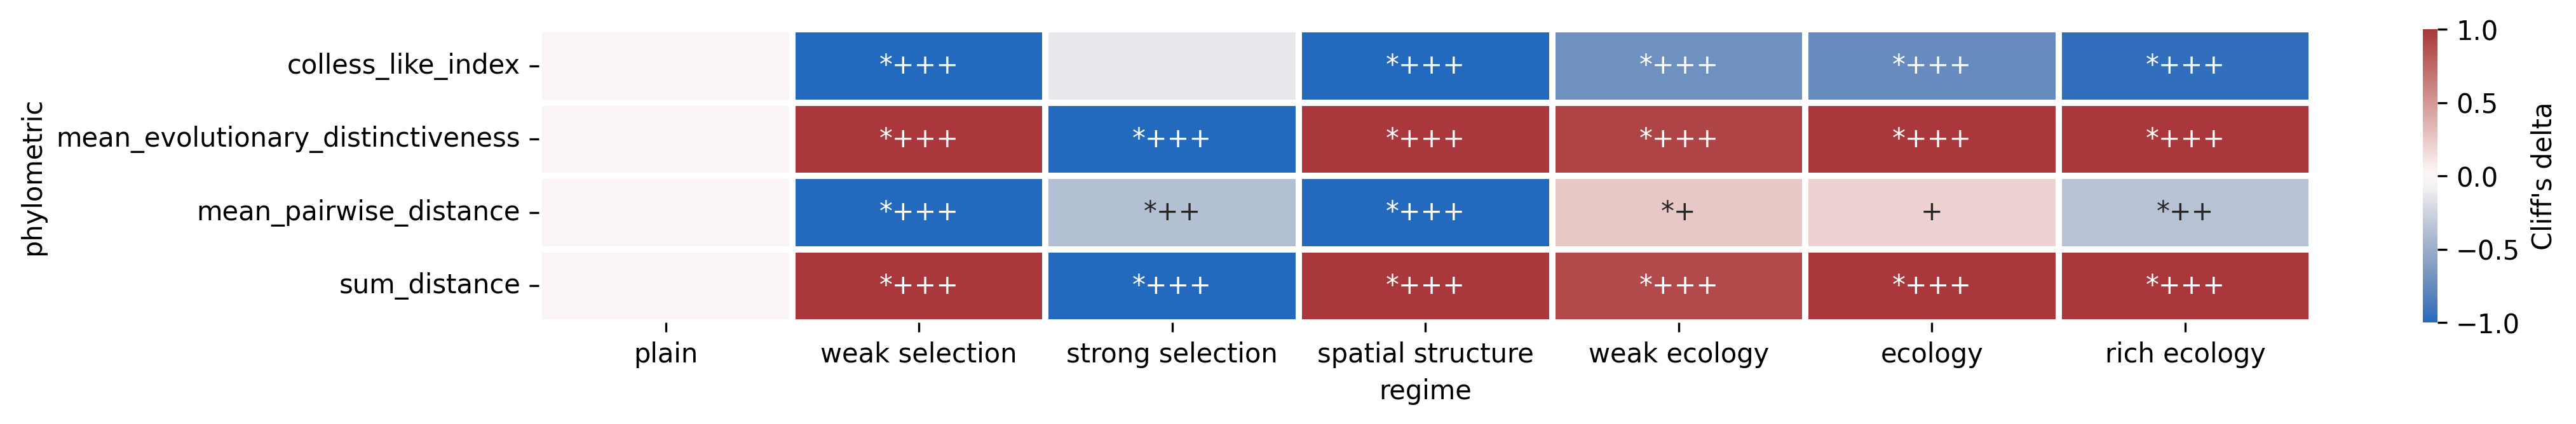 phylometric
colless_like_index
*+++ *+++ *+++ *+++ *+++
mean_evolutionary_distinctiveness
*+++ *+++ *+++ *+++ *+++ *+++
mean_pairwise_distance
*+++ *++ *+++ *+ + *++
sum_distance
*+++ *+++ *+++ *+++ *+++ *+++
plain weak selection strong selection spatial structure weak ecology ecology rich ecology
regime
1.0
0.5
0.0
−0.5
−1.0
Cliff's delta